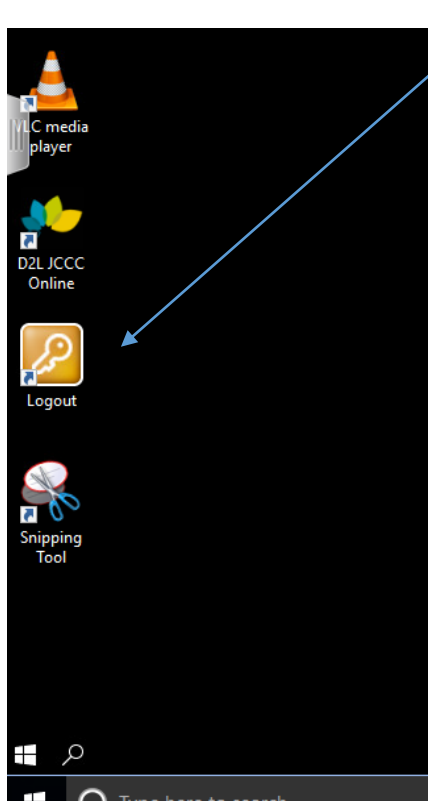 VLC media
player
D2L JCCC
Online
Logout
Snipping
Tool
Type here to search